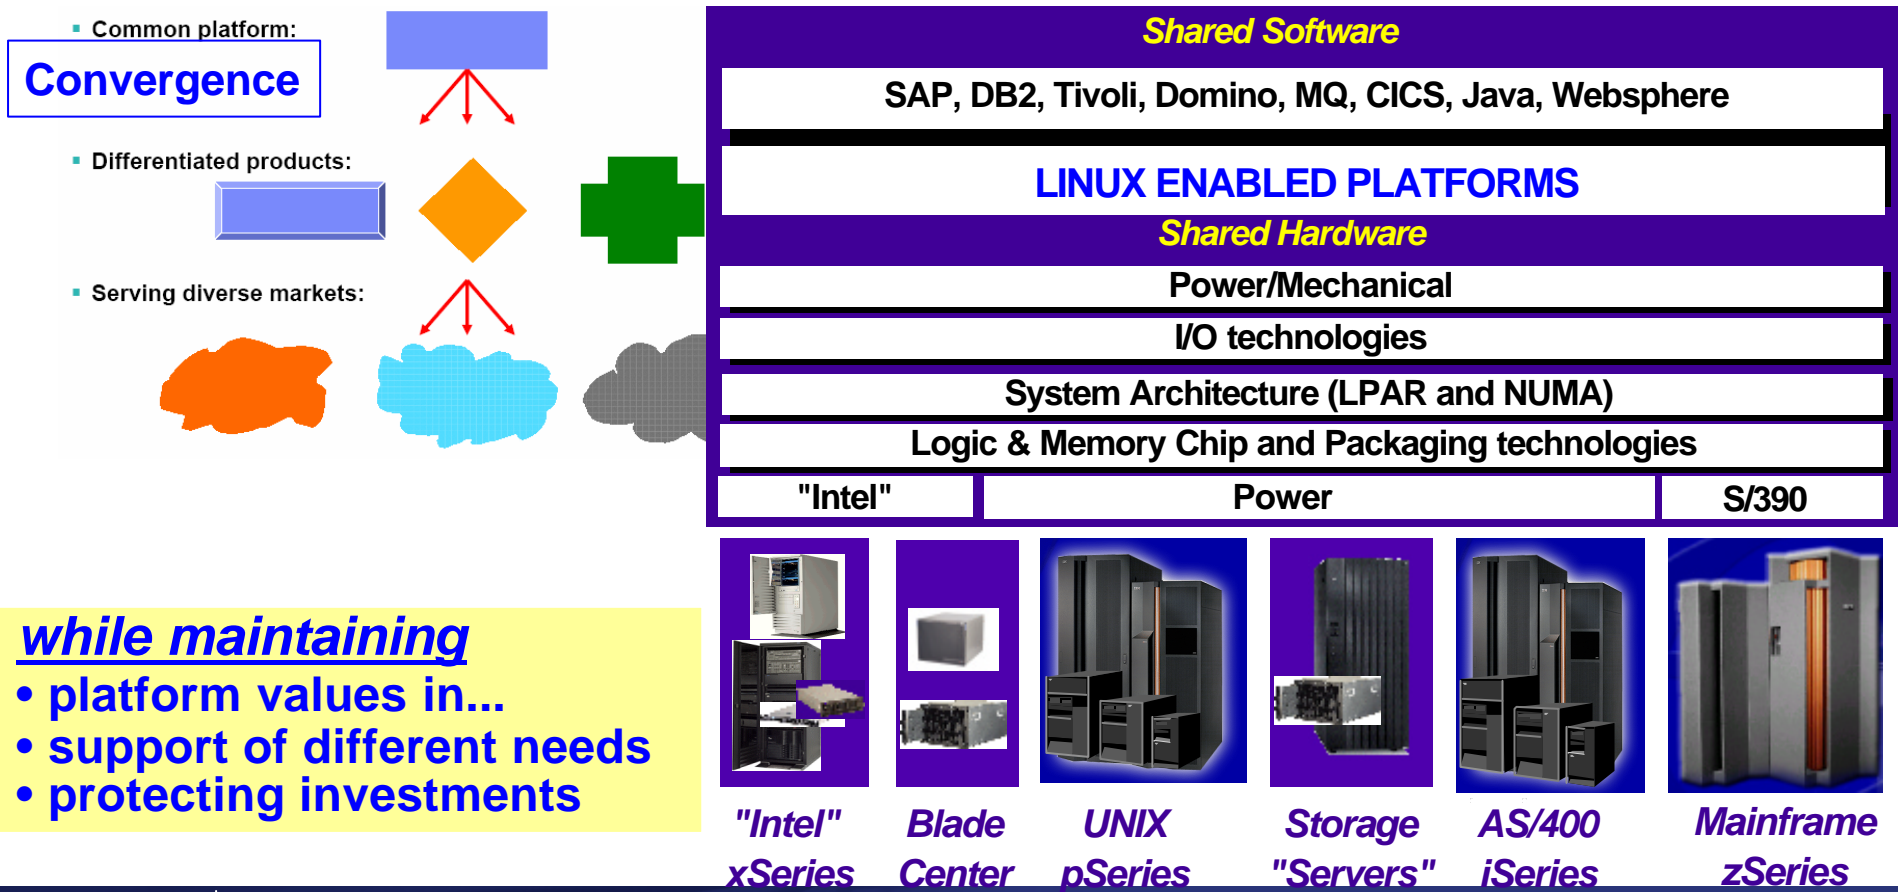 Common platform:
Convergence
Differentiated products:
Serving diverse markets:
while maintaining
• platform values in...
• support of different needs
• protecting investments
Shared Software
SAP, DB2, Tivoli, Domino, MQ, CICS, Java, Websphere
LINUX ENABLED PLATFORMS
Shared Hardware
Power/Mechanical
I/O technologies
System Architecture (LPAR and NUMA)
Logic & Memory Chip and Packaging technologies
"Intel"
Power
S/390
"Intel"
xSeries
Blade
Center
UNIX
pSeries
Storage
"Servers"
AS/400
iSeries
Mainframe
zSeries